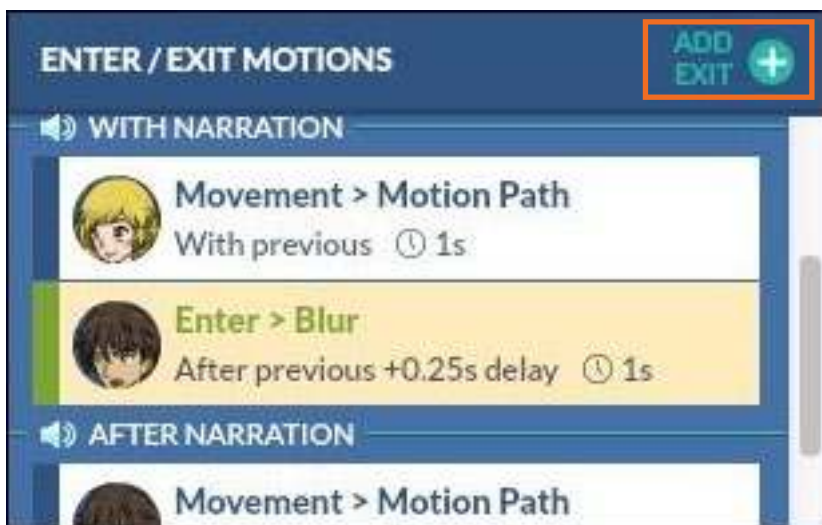 ENTER / EXIT MOTIONS
ADD
EXIT
WITH NARRATION
Movement > Motion Path
With previous 1s
Enter > Blur
After previous +0.25s delay 1s
AFTER NARRATION
Movement > Motion Path